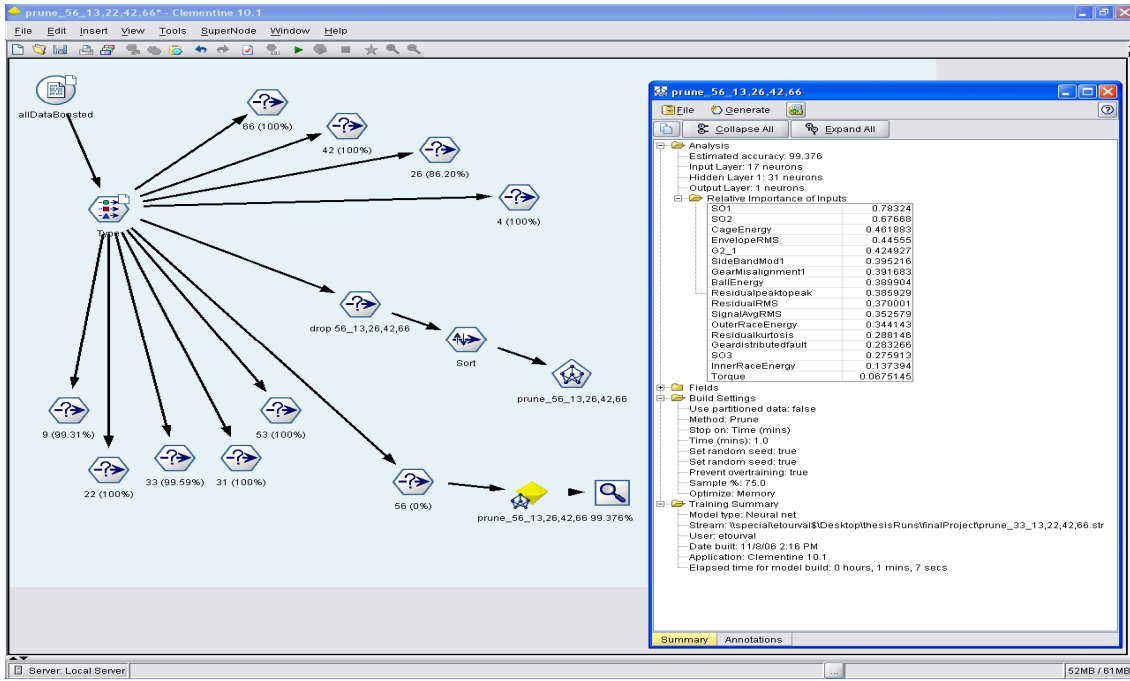 prune_56_13,22,42,66* - Clementine 10.1
File Edit Insert View Tools SuperNode Window Help
allDataBoosted
66 (100%)
42 (100%)
26 (86.20%)
4 (100%)
Type
drop 56_13,26,42,66
Sort
prune_56_13,26,42,66
9 (99.31%)
22 (100%)
33 (99.59%)
31 (100%)
53 (100%)
56 (0%)
prune_56_13,26,42,66 99.376%
prune_56_13,26,42,66
File Generate
Collapse All Expand All
Analysis
Estimated accuracy: 99.376
Input Layer: 17 neurons
Hidden Layer 1: 31 neurons
Output Layer: 1 neurons
Relative Importance of Inputs
SO1 0.78324
SO2 0.67668
CageEnergy 0.461883
EnvelopeRMS 0.44555
G2_1 0.424927
SideBandMod1 0.395216
GearMisalignment1 0.391683
BallEnergy 0.389904
Residualpeaktopeak 0.385929
ResidualRMS 0.370001
SignalAvgRMS 0.352579
OuterRaceEnergy 0.344143
Residualkurtosis 0.288146
Geardistributedfault 0.283266
SO3 0.275913
InnerRaceEnergy 0.137394
Torque 0.0675145
Fields
Build Settings
Use partitioned data: false
Method: Prune
Stop on: Time (mins)
Time (mins): 1.0
Set random seed: true
Set random seed: true
Prevent overtraining: true
Sample %: 75.0
Optimize: Memory
Training Summary
Model type: Neural net
Stream: \\special\etourval$\Desktop\thesisRuns\finalProject\prune_33_13,22,42,66.str
User: etourval
Date built: 11/8/06 2:16 PM
Application: Clementine 10.1
Elapsed time for model build: 0 hours, 1 mins, 7 secs
Summary Annotations
Server: Local Server
...
52MB / 61MB